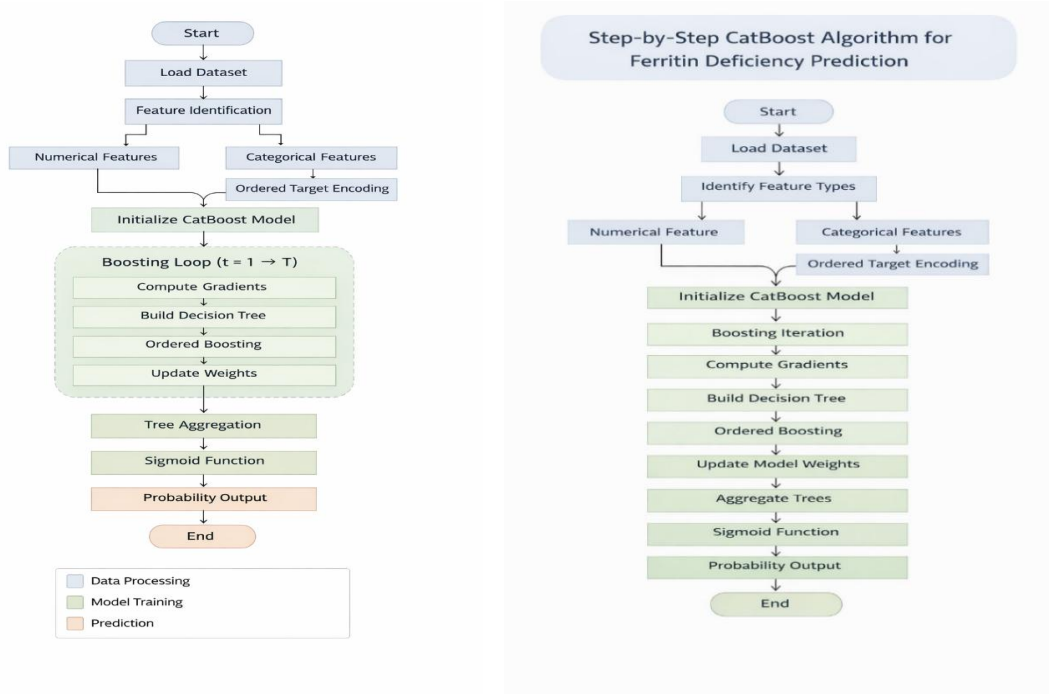 Start
Load Dataset
Feature Identification
Numerical Features
Categorical Features
Ordered Target Encoding
Initialize CatBoost Model
Boosting Loop (t = 1 → T)
Compute Gradients
Build Decision Tree
Ordered Boosting
Update Weights
Tree Aggregation
Sigmoid Function
Probability Output
End
Data Processing
Model Training
Prediction
Step-by-Step CatBoost Algorithm for
Ferritin Deficiency Prediction
Start
Load Dataset
Identify Feature Types
Numerical Feature
Categorical Features
Ordered Target Encoding
Initialize CatBoost Model
Boosting Iteration
Compute Gradients
Build Decision Tree
Ordered Boosting
Update Model Weights
Aggregate Trees
Sigmoid Function
Probability Output
End